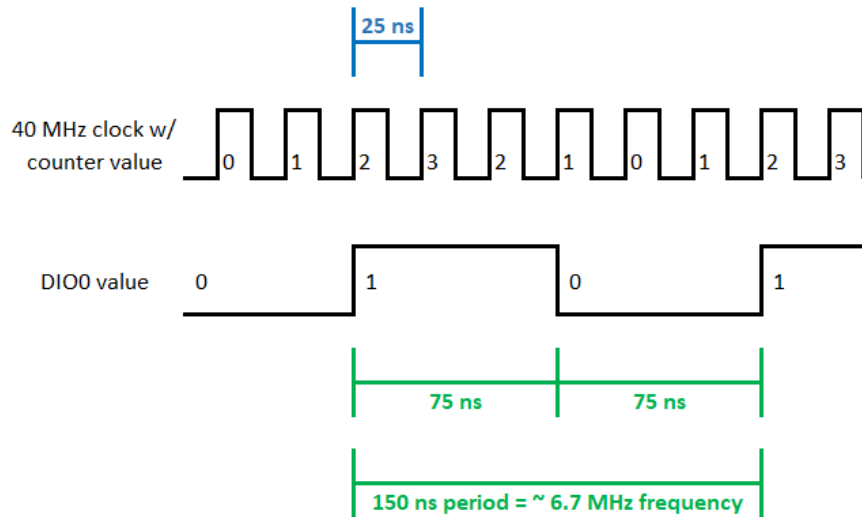 25 ns
40 MHz clock w/
counter value
0 1 2 3 2 1 0 1 2 3
DIO0 value
0 1 0 1
75 ns 75 ns
150 ns period = ~ 6.7 MHz frequency